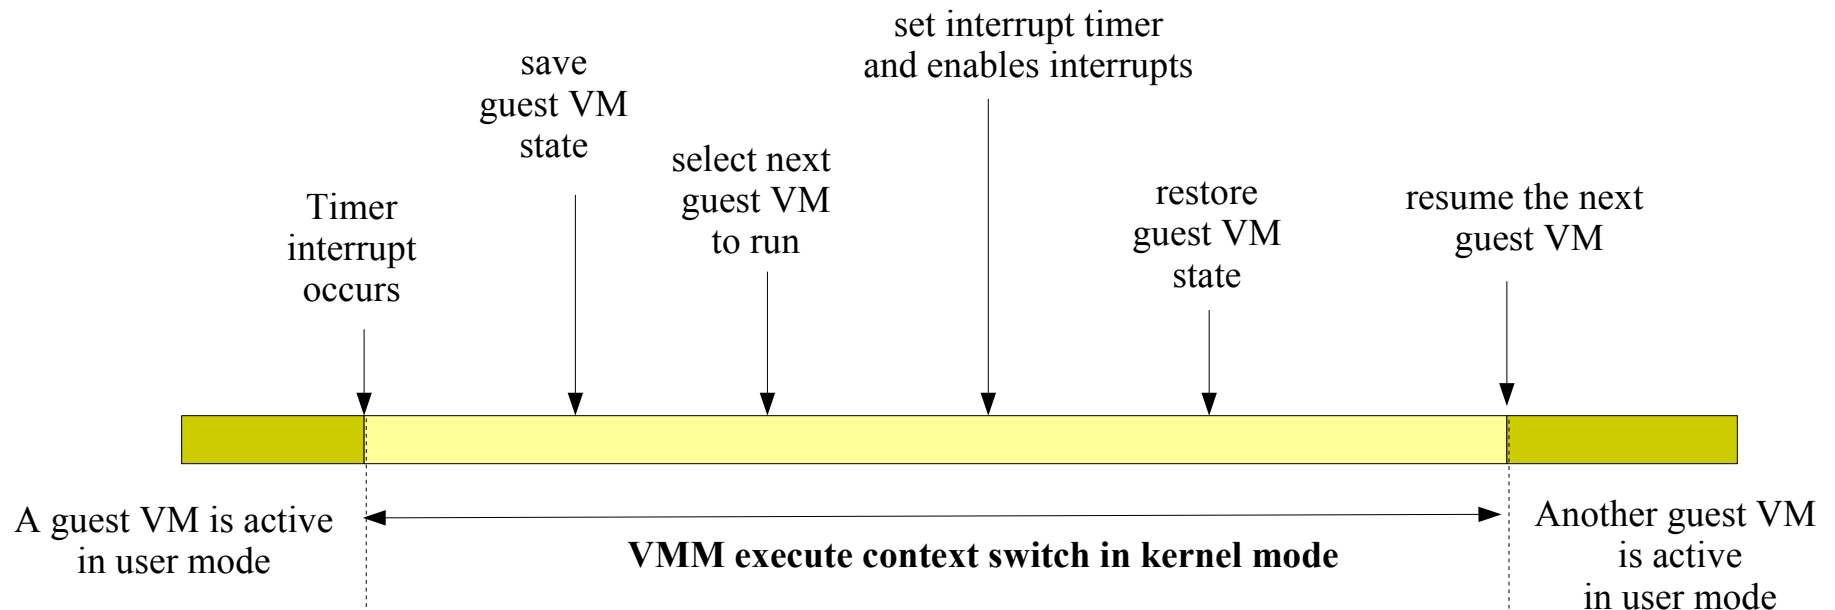 Timer
interrupt
occurs
save
guest VM
state
select next
guest VM
to run
set interrupt timer
and enables interrupts
restore
guest VM
state
resume the next
guest VM
A guest VM is active
in user mode
VMM execute context switch in kernel mode
Another guest VM
is active
in user mode